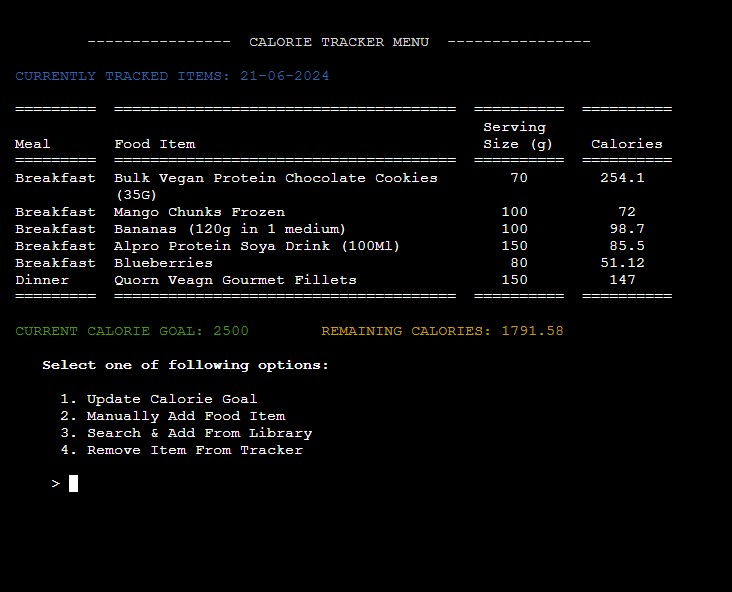 ---------------- CALORIE TRACKER MENU ----------------
CURRENTLY TRACKED ITEMS: 21-06-2024
========= ====================================== ========== ==========
Serving
Meal Food Item Size (g) Calories
========= ====================================== ========== ==========
Breakfast Bulk Vegan Protein Chocolate Cookies 70 254.1
(35G)
Breakfast Mango Chunks Frozen 100 72
Breakfast Bananas (120g in 1 medium) 100 98.7
Breakfast Alpro Protein Soya Drink (100Ml) 150 85.5
Breakfast Blueberries 80 51.12
Dinner Quorn Veagn Gourmet Fillets 150 147
========= ====================================== ========== ==========
CURRENT CALORIE GOAL: 2500 REMAINING CALORIES: 1791.58
Select one of following options:
1. Update Calorie Goal
2. Manually Add Food Item
3. Search & Add From Library
4. Remove Item From Tracker
>